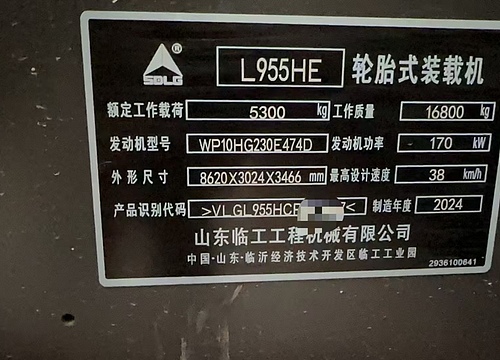 SDLG ® L955HE 轮胎式装载机
额定工作载荷 5300 kg 工作质量 16800 kg
发动机型号 WP10HG230E474D 发动机功率 170 kW
外形尺寸 8620X3024X3466 mm 最高设计速度 38 km/h
产品识别代码 >VLGL955HCE 7< 制造年度 2024
山东临工工程机械有限公司
中国·山东·临沂经济技术开发区临工工业园
2936100641